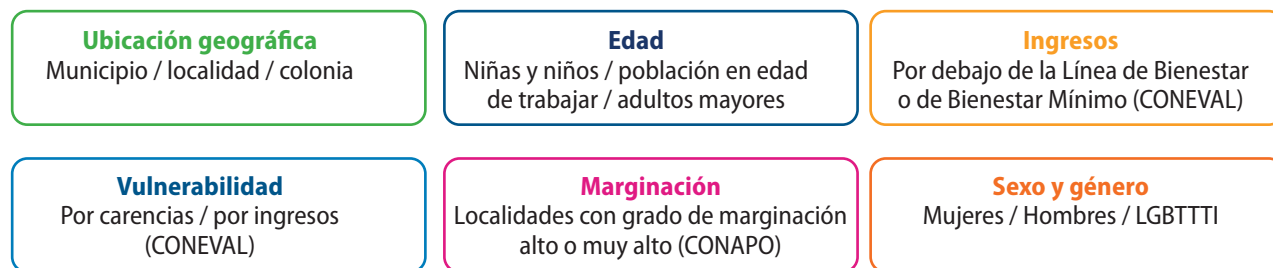 Ubicación geográfica
Municipio / localidad / colonia
Edad
Niñas y niños / población en edad
de trabajar / adultos mayores
Ingresos
Por debajo de la Línea de Bienestar
o de Bienestar Mínimo (CONEVAL)
Vulnerabilidad
Por carencias / por ingresos
(CONEVAL)
Marginación
Localidades con grado de marginación
alto o muy alto (CONAPO)
Sexo y género
Mujeres / Hombres / LGBTTTI